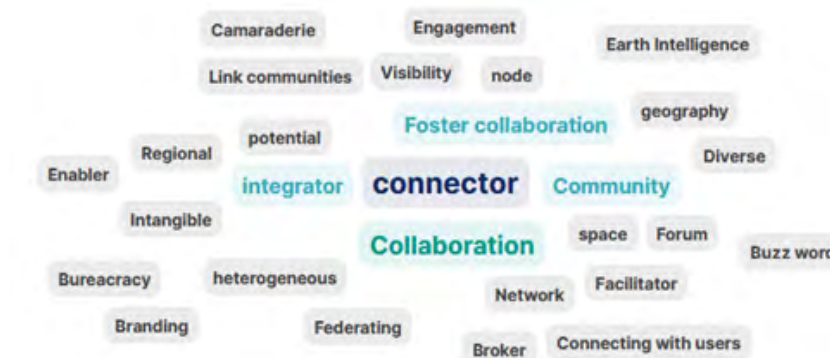 Camaraderie
Engagement
Earth Intelligence
Link communities
Visibility
node
Foster collaboration
geography
potential
Regional
Diverse
Enabler
integrator
connector
Community
Intangible
Collaboration
space
Forum
Buzz word
Bureacracy
heterogeneous
Network
Facilitator
Branding
Federating
Broker
Connecting with users